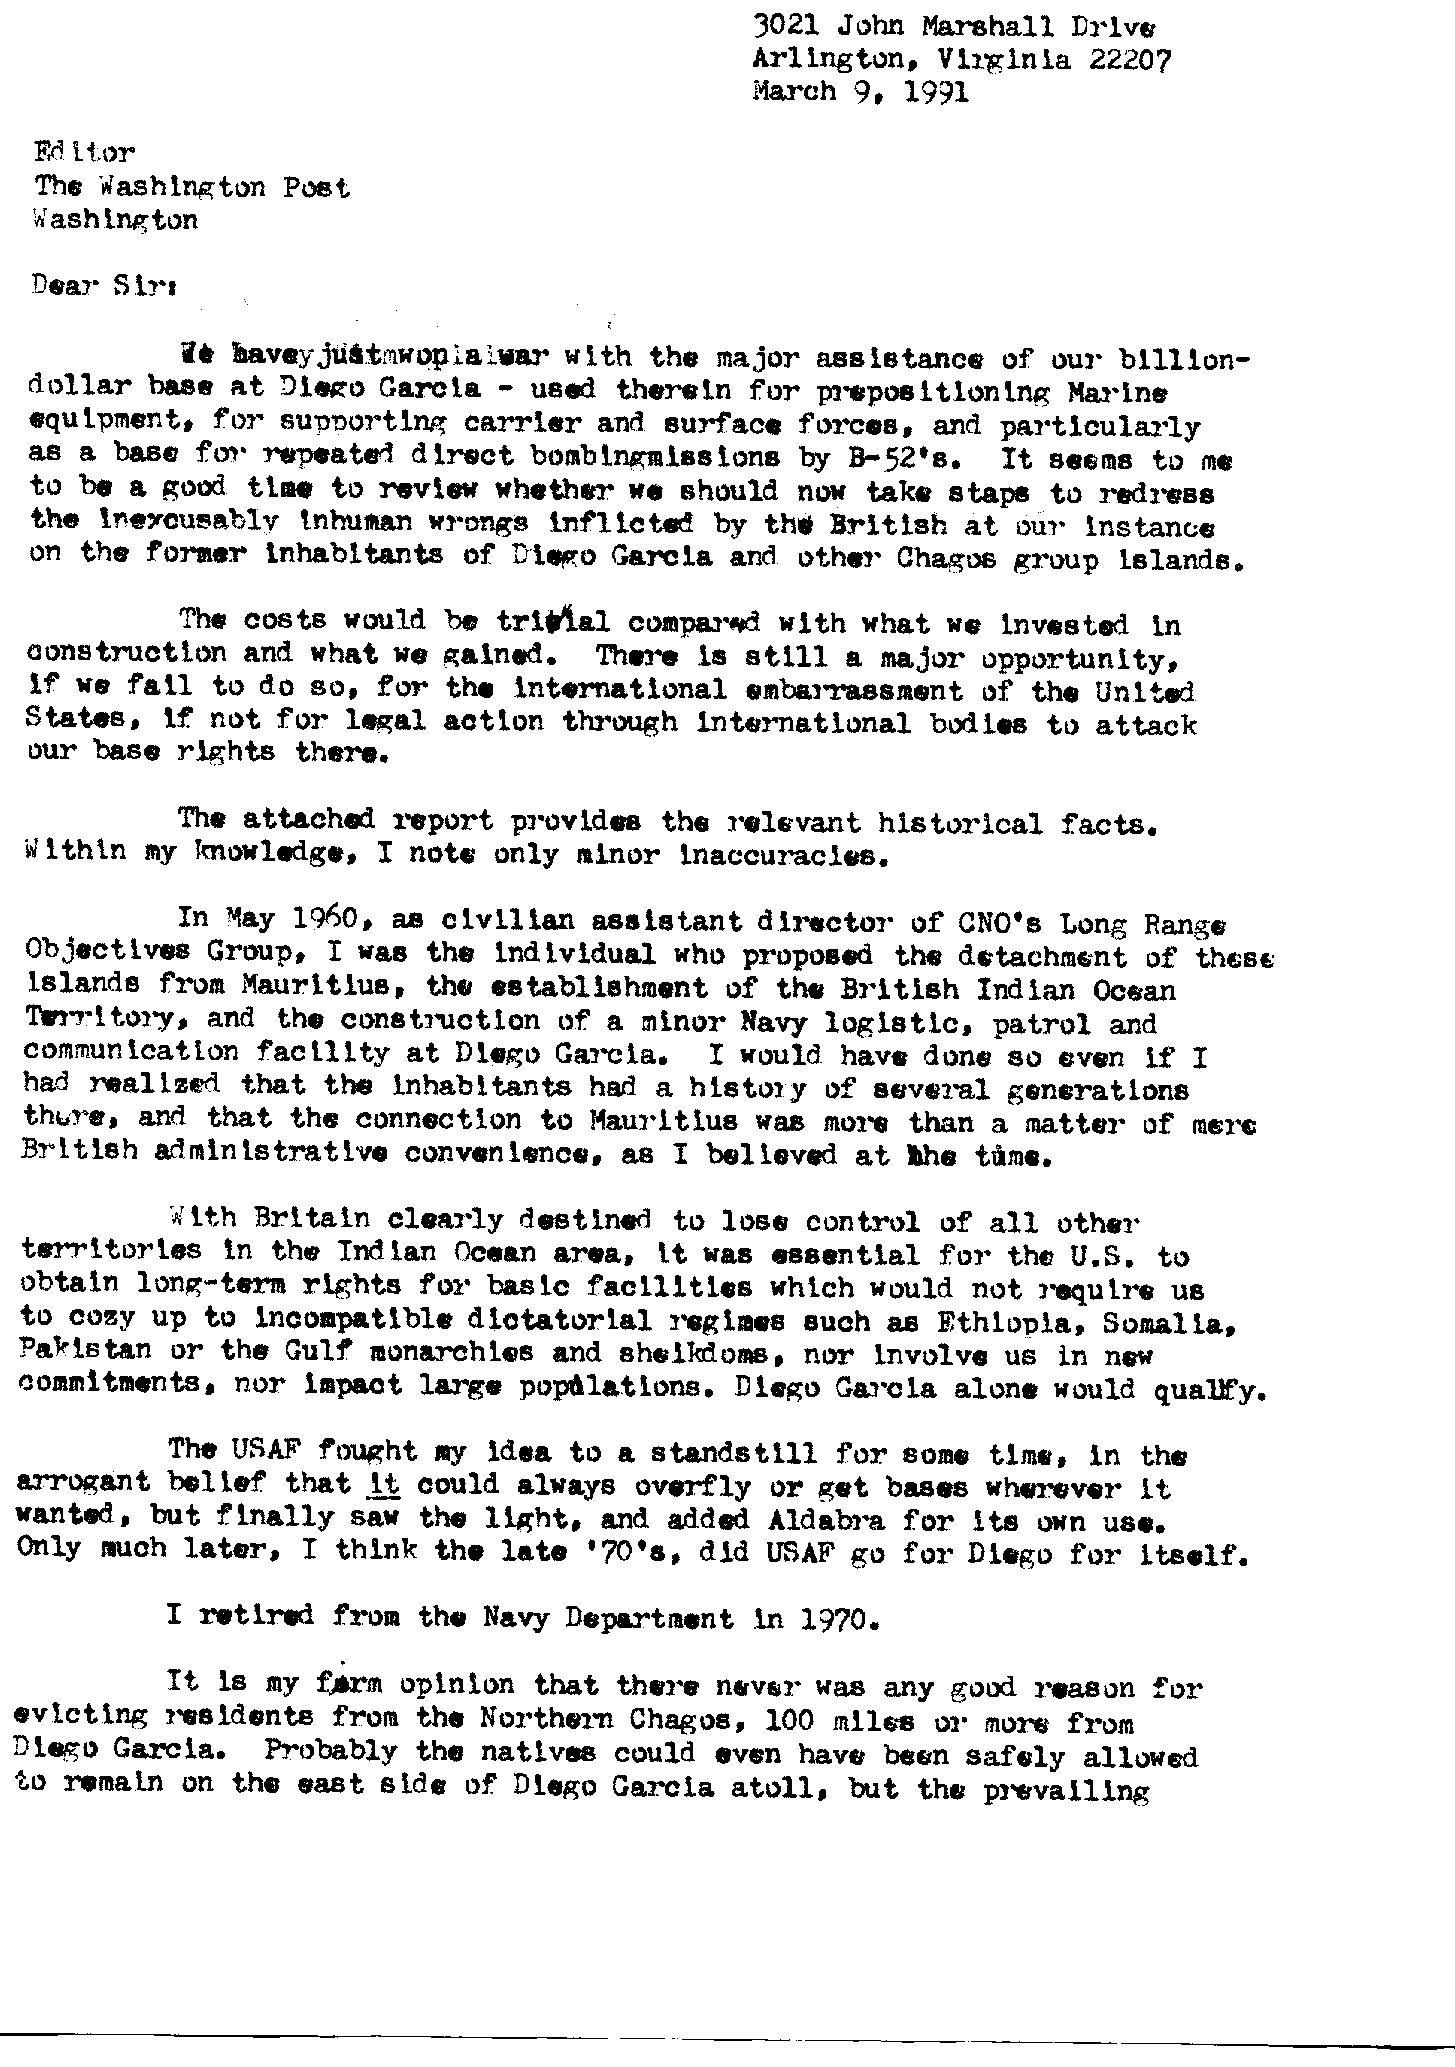 3021 John Marshall Drive
Arlington, Virginia 22207
March 9, 1991
Editor
The Washington Post
Washington
Dear Sir:
We have just won a war with the major assistance of our billion-
dollar base at Diego Garcia - used therein for prepositioning Marine
equipment, for supporting carrier and surface forces, and particularly
as a base for repeated direct bombingmissions by B-52's. It seems to me
to be a good time to review whether we should now take staps to redress
the inexcusably inhuman wrongs inflicted by the British at our instance
on the former inhabitants of Diego Garcia and other Chagos group islands.
The costs would be trivial compared with what we invested in
construction and what we gained. There is still a major opportunity,
if we fail to do so, for the international embarrassment of the United
States, if not for legal action through international bodies to attack
our base rights there.
The attached report provides the relevant historical facts.
Within my knowledge, I note only minor inaccuracies.
In May 1960, as civilian assistant director of CNO's Long Range
Objectives Group, I was the individual who proposed the detachment of these
islands from Mauritius, the establishment of the British Indian Ocean
Territory, and the construction of a minor Navy logistic, patrol and
communication facility at Diego Garcia. I would have done so even if I
had realized that the inhabitants had a history of several generations
there, and that the connection to Mauritius was more than a matter of mere
British administrative convenience, as I believed at the time.
With Britain clearly destined to lose control of all other
territories in the Indian Ocean area, it was essential for the U.S. to
obtain long-term rights for basic facilities which would not require us
to cozy up to incompatible dictatorial regimes such as Ethiopia, Somalia,
Pakistan or the Gulf monarchies and sheikdoms, nor involve us in new
commitments, nor impact large populations. Diego Garcia alone would qualify.
The USAF fought my idea to a standstill for some time, in the
arrogant belief that it could always overfly or get bases wherever it
wanted, but finally saw the light, and added Aldabra for its own use.
Only much later, I think the late '70's, did USAF go for Diego for itself.
I retired from the Navy Department in 1970.
It is my firm opinion that there never was any good reason for
evicting residents from the Northern Chagos, 100 miles or more from
Diego Garcia. Probably the natives could even have been safely allowed
to remain on the east side of Diego Garcia atoll, but the prevailing